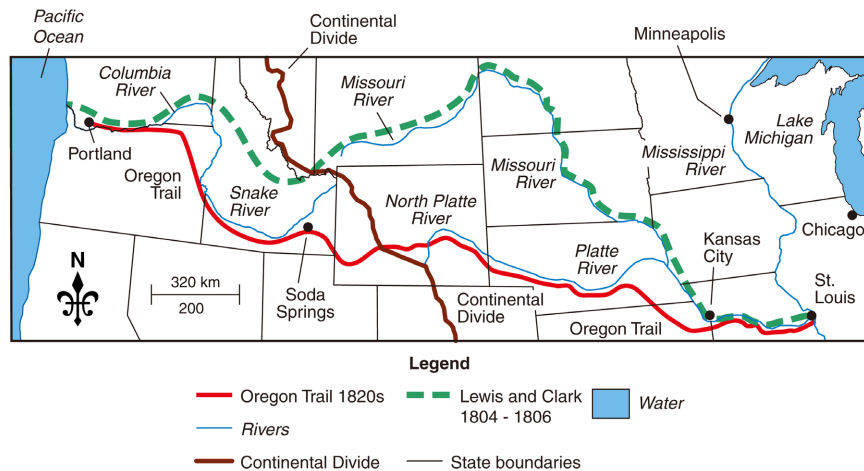 Pacific
Ocean
Continental
Divide
Minneapolis
Columbia
River
Missouri
River
Lake
Michigan
Portland
Oregon
Trail
Missouri
River
Mississippi
River
Snake
River
North Platte
River
Chicago
Platte
River
Kansas
City
N
320 km
200
Soda
Springs
Continental
Divide
St.
Louis
Oregon Trail
Legend
Oregon Trail 1820s
Lewis and Clark
1804 - 1806
Water
Rivers
Continental Divide
State boundaries